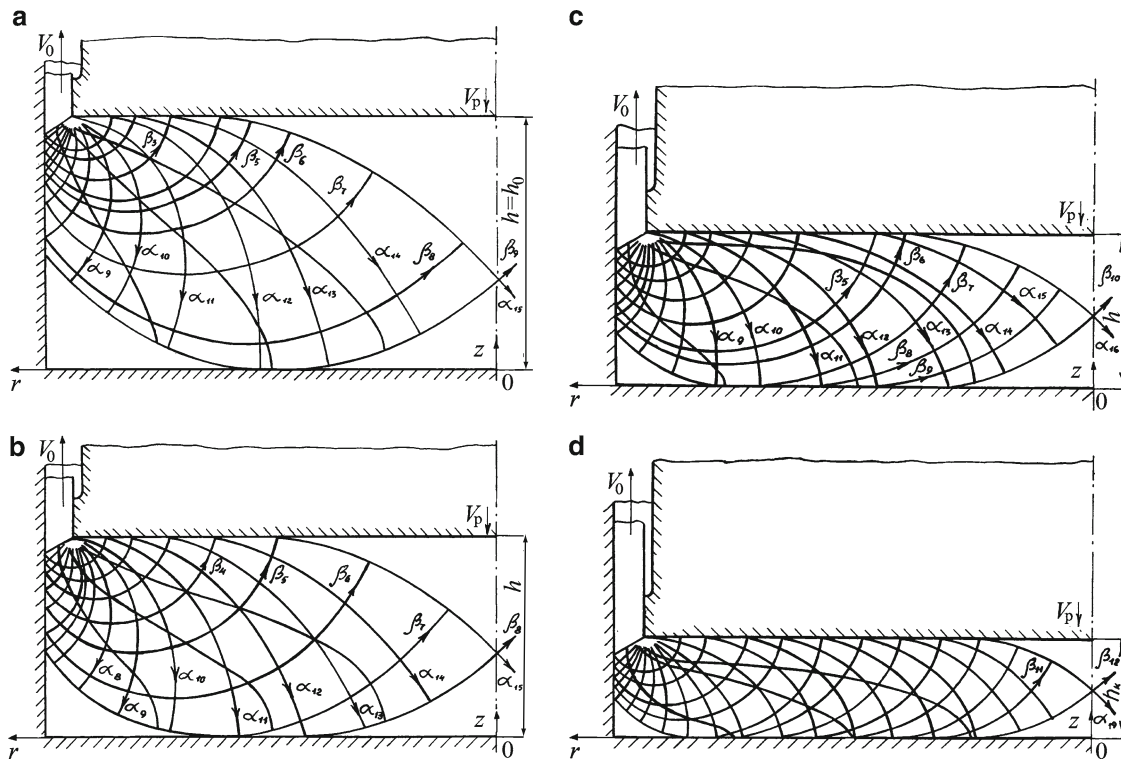 a
V₀
Vₚ
β₃
β₅
β₆
β₇
β₈
β₉
h=h₀
α₉
α₁₀
α₁₁
α₁₂
α₁₃
α₁₄
α₁₅
z
r
0
b
V₀
Vₚ
β₄
β₅
β₆
β₇
β₈
h
α₈
α₉
α₁₀
α₁₁
α₁₂
α₁₃
α₁₄
α₁₅
z
r
0
c
V₀
Vₚ
β₅
β₆
β₇
β₈
β₉
β₁₀
h
α₉
α₁₀
α₁₁
α₁₂
α₁₃
α₁₄
α₁₅
α₁₆
z
r
0
d
V₀
Vₚ
β₁₁
β₁₂
α₁₉
z
r
0